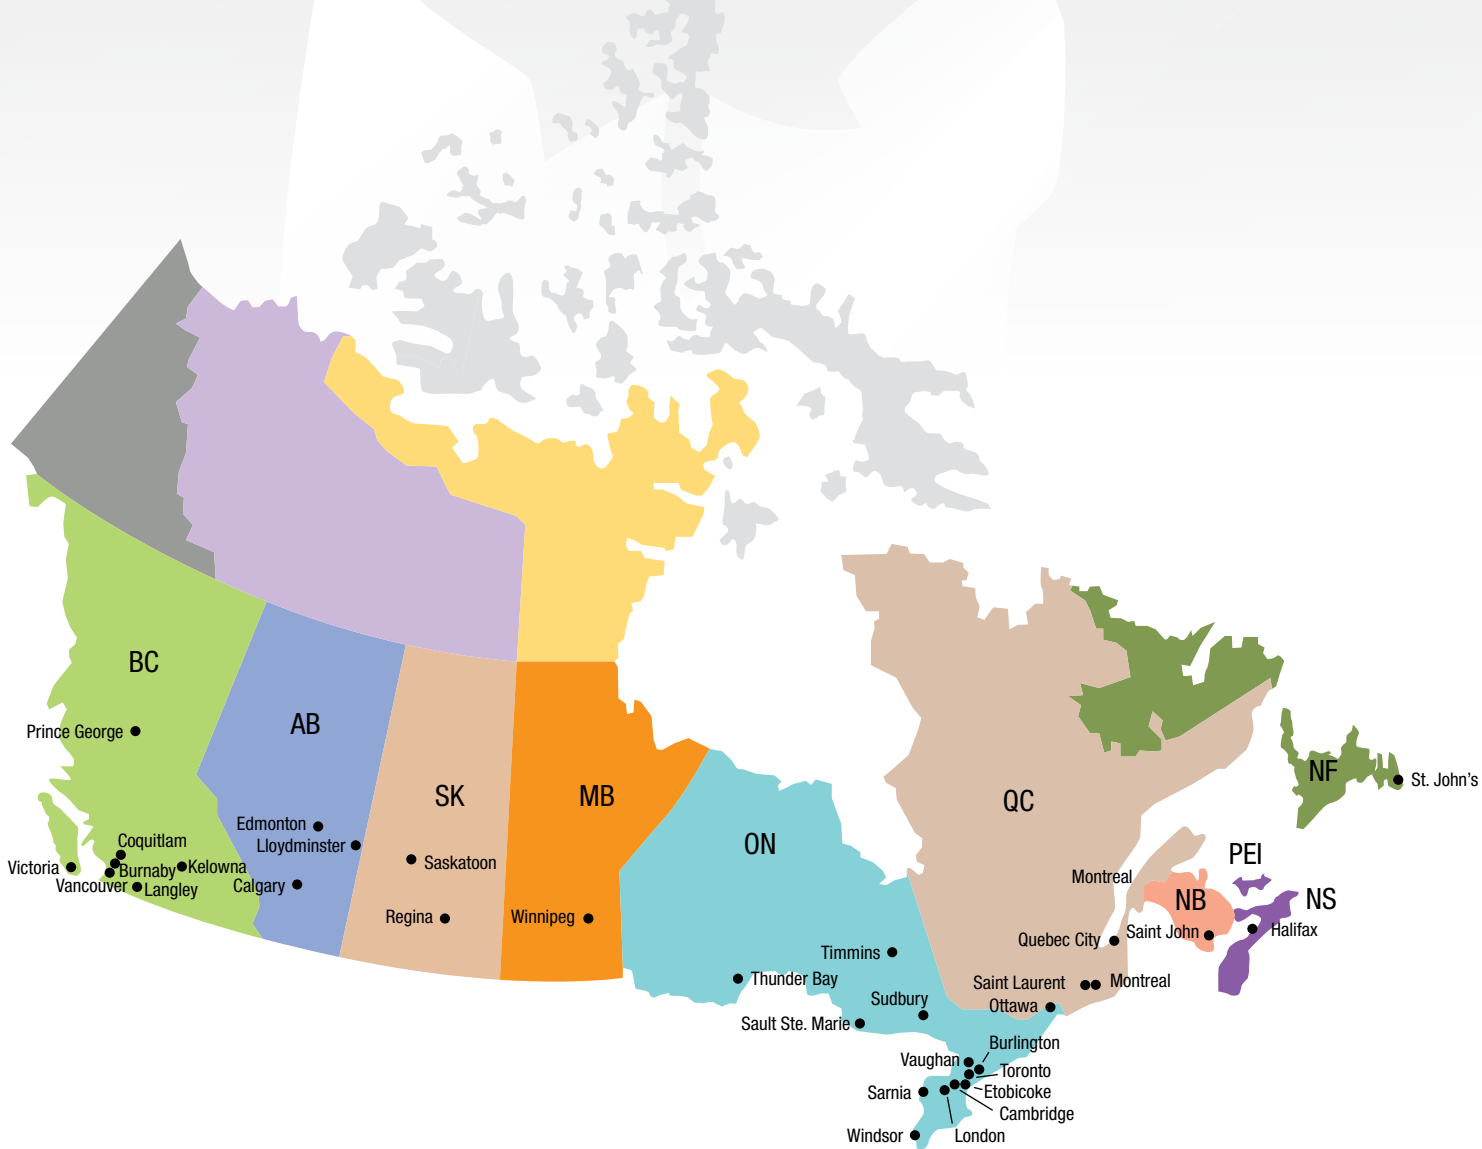 BC
Prince George
AB
SK
MB
QC
NF
St. John's
ON
Edmonton
Lloydminster
Coquitlam
Victoria
Burnaby
Kelowna
Vancouver
Langley
Calgary
Saskatoon
Regina
Winnipeg
PEI
Montreal
NB
NS
Saint John
Halifax
Quebec City
Timmins
Thunder Bay
Saint Laurent
Montreal
Sudbury
Ottawa
Sault Ste. Marie
Burlington
Vaughan
Toronto
Sarnia
Etobicoke
Cambridge
Windsor
London